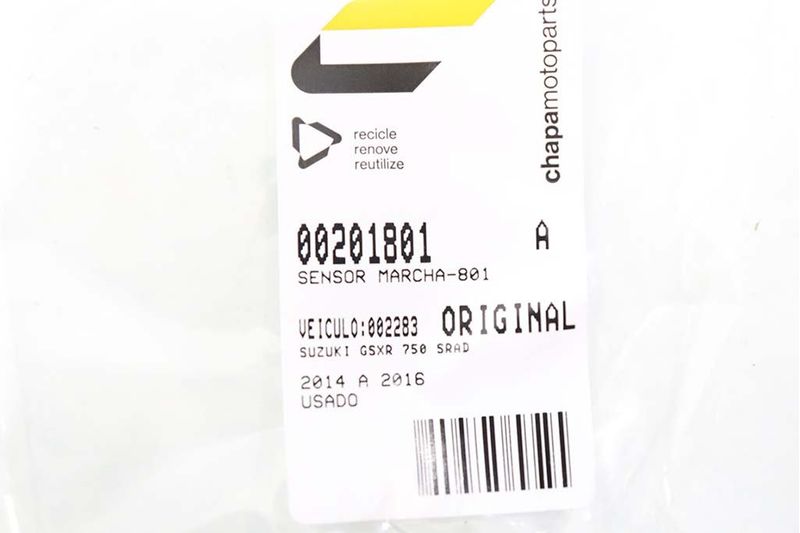 chapamotoparts
recicle
renove
reutilize
00201801 A
SENSOR MARCHA-801
VEICULO:002283 ORIGINAL
SUZUKI GSXR 750 SRAD
2014 A 2016
USADO